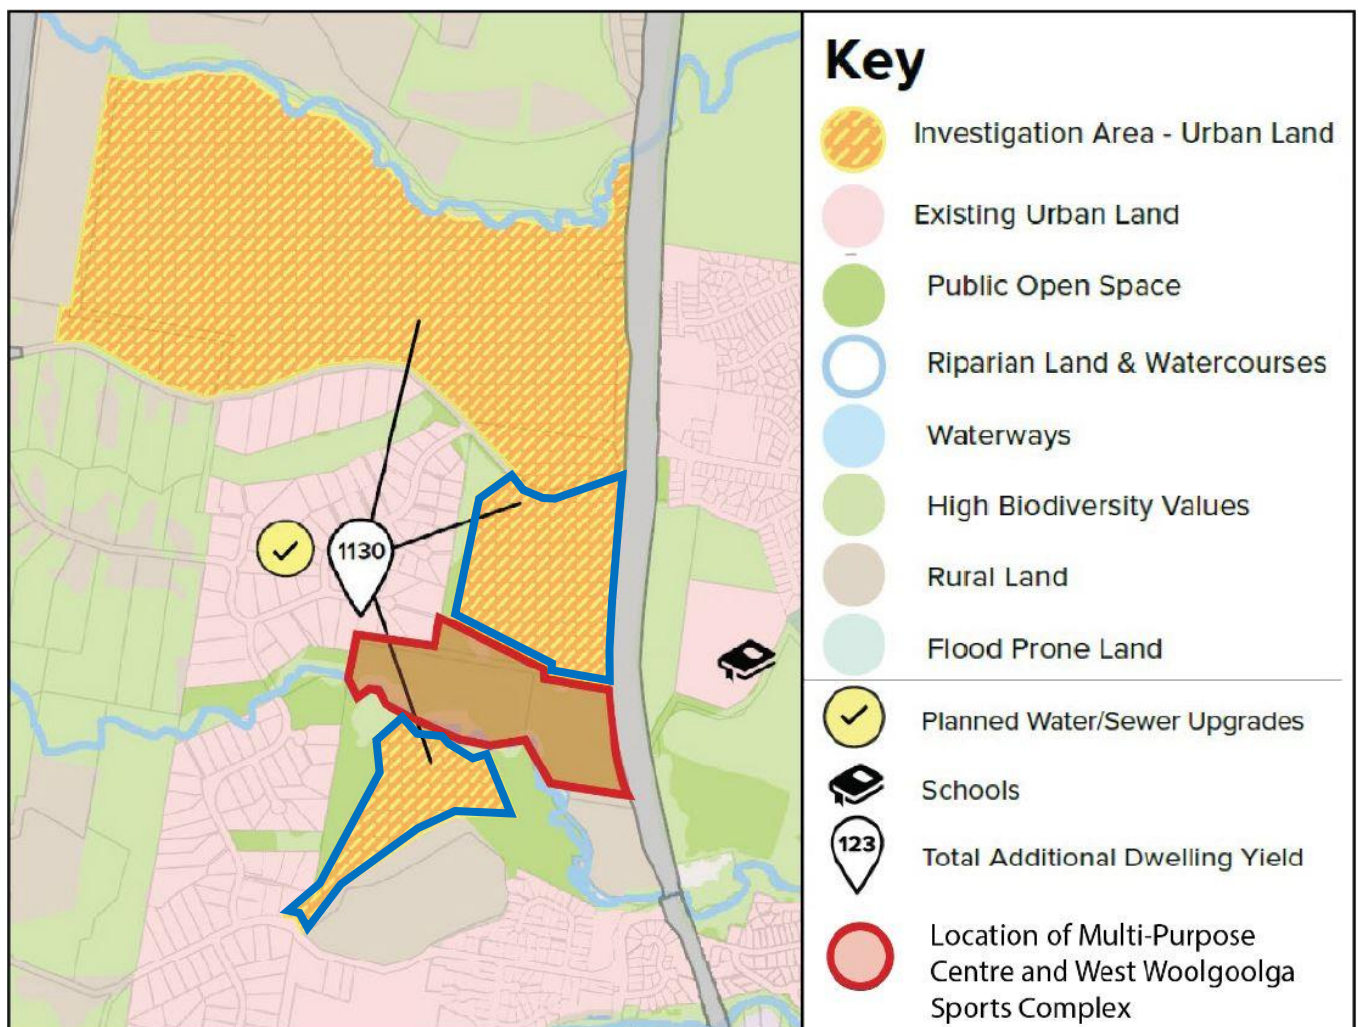 1130
Key
Investigation Area - Urban Land
Existing Urban Land
Public Open Space
Riparian Land & Watercourses
Waterways
High Biodiversity Values
Rural Land
Flood Prone Land
Planned Water/Sewer Upgrades
Schools
123
Total Additional Dwelling Yield
Location of Multi-Purpose
Centre and West Woolgoolga
Sports Complex